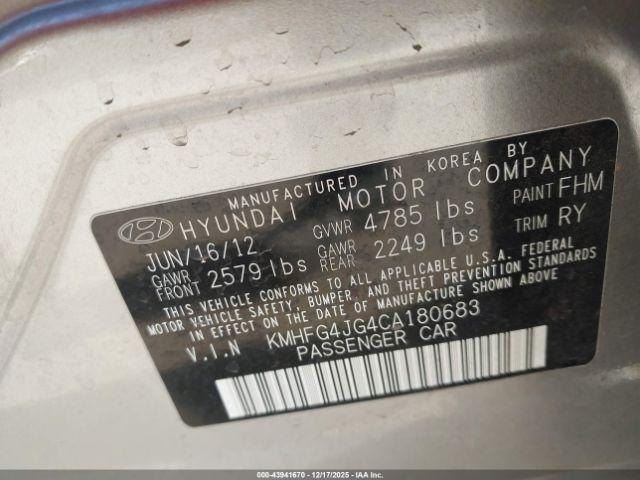 MANUFACTURED IN KOREA BY
HYUNDAI MOTOR COMPANY
JUN/16/12 GVWR 4785 lbs PAINT FHM
GAWR FRONT 2579 lbs GAWR REAR 2249 lbs TRIM RY
THIS VEHICLE CONFORMS TO ALL APPLICABLE U.S.A. FEDERAL
MOTOR VEHICLE SAFETY, BUMPER, AND THEFT PREVENTION STANDARDS
IN EFFECT ON THE DATE OF MANUFACTURE SHOWN ABOVE
V.I.N KMHFG4JG4CA180683
PASSENGER CAR
000-43941670 - 12/17/2025 - IAAI Inc. Copyright